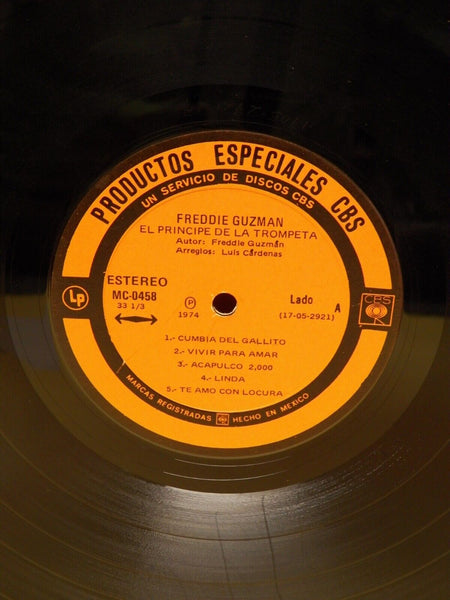 PRODUCTOS ESPECIALES CBS
UN SERVICIO DE DISCOS CBS
FREDDIE GUZMAN
EL PRINCIPE DE LA TROMPETA
Autor: Freddie Guzmán
Arreglos: Luis Cárdenas
ESTEREO
MC-0458
33 1/3
Lp
P
1974
Lado A
(17-05-2921)
CBS
1.- CUMBIA DEL GALLITO
2.- VIVIR PARA AMAR
3.- ACAPULCO 2,000
4.- LINDA
5.- TE AMO CON LOCURA
MARCAS REGISTRADAS HECHO EN MEXICO